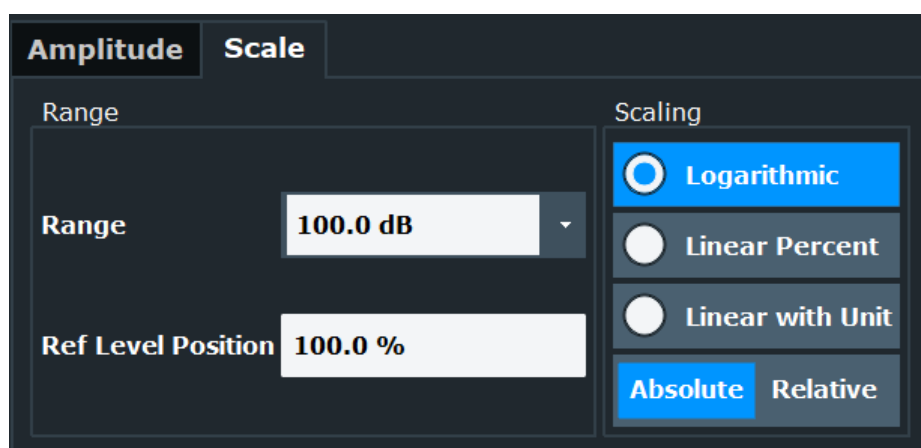 Amplitude Scale
Range Scaling
Logarithmic
Range 100.0 dB
Linear Percent
Linear with Unit
Ref Level Position 100.0 %
Absolute Relative